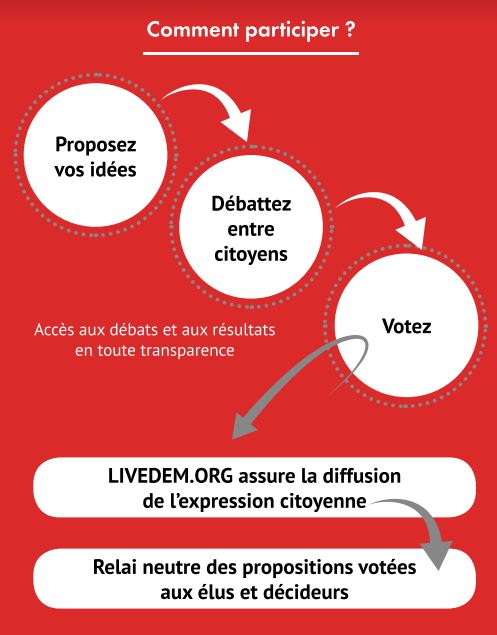 Comment participer ?
Proposez
vos idées
Débattez
entre
citoyens
Votez
Accès aux débats et aux résultats
en toute transparence
LIVEDEM.ORG assure la diffusion
de l'expression citoyenne
Relai neutre des propositions votées
aux élus et décideurs